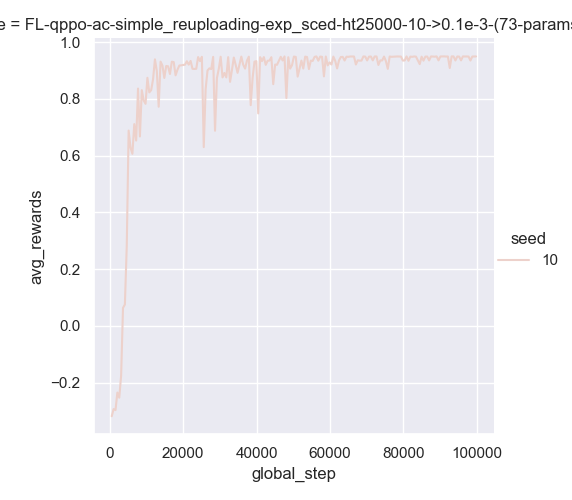 e = FL-qppo-ac-simple_reuploading-exp_sced-ht25000-10->0.1e-3-(73-params
1.0
0.8
0.6
0.4
0.2
0.0
−0.2
avg_rewards
0 20000 40000 60000 80000 100000
global_step
seed
10